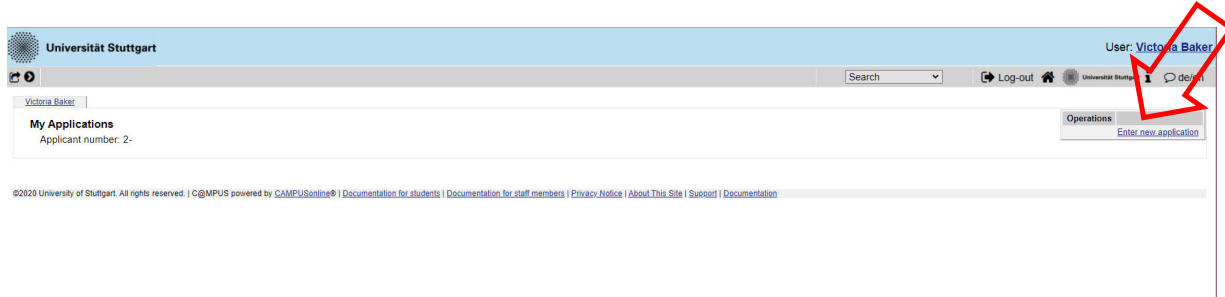 Universität Stuttgart
User: Victoria Baker
Search
Log-out
Universität Stuttgart
de/en
Victoria Baker
My Applications
Applicant number: 2-
Operations
Enter new application
©2020 University of Stuttgart. All rights reserved. | C@MPUS powered by CAMPUSonline® | Documentation for students | Documentation for staff members | Privacy Notice | About This Site | Support | Documentation